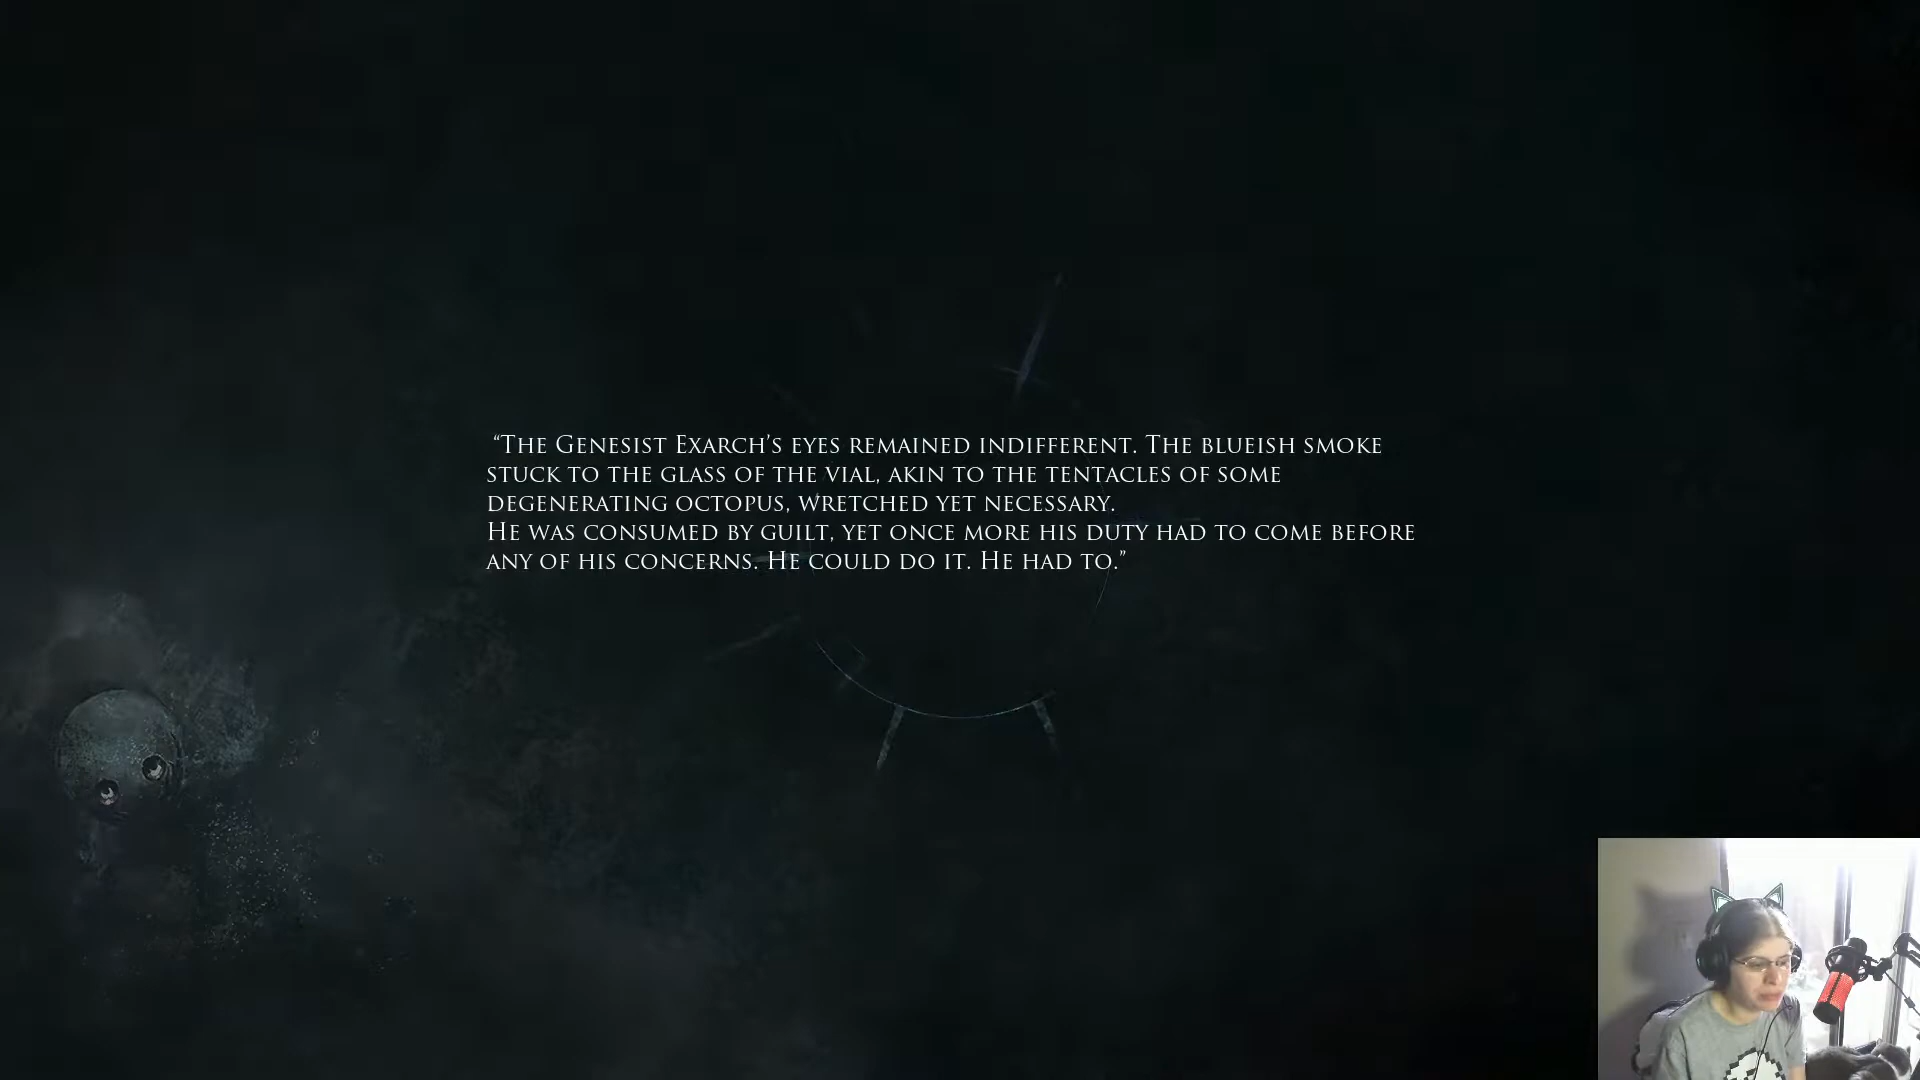 “The Genesist Exarch’s eyes remained indifferent. The blueish smoke
stuck to the glass of the vial, akin to the tentacles of some
degenerating octopus, wretched yet necessary.
He was consumed by guilt, yet once more his duty had to come before
any of his concerns. He could do it. He had to.”